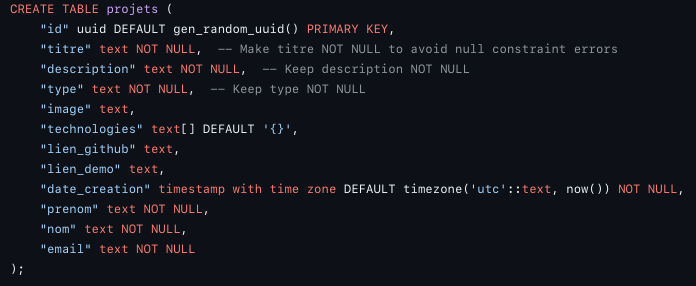 CREATE TABLE projets (
    "id" uuid DEFAULT gen_random_uuid() PRIMARY KEY,
    "titre" text NOT NULL,  -- Make titre NOT NULL to avoid null constraint errors
    "description" text NOT NULL,  -- Keep description NOT NULL
    "type" text NOT NULL,  -- Keep type NOT NULL
    "image" text,
    "technologies" text[] DEFAULT '{}',
    "lien_github" text,
    "lien_demo" text,
    "date_creation" timestamp with time zone DEFAULT timezone('utc'::text, now()) NOT NULL,
    "prenom" text NOT NULL,
    "nom" text NOT NULL,
    "email" text NOT NULL
);